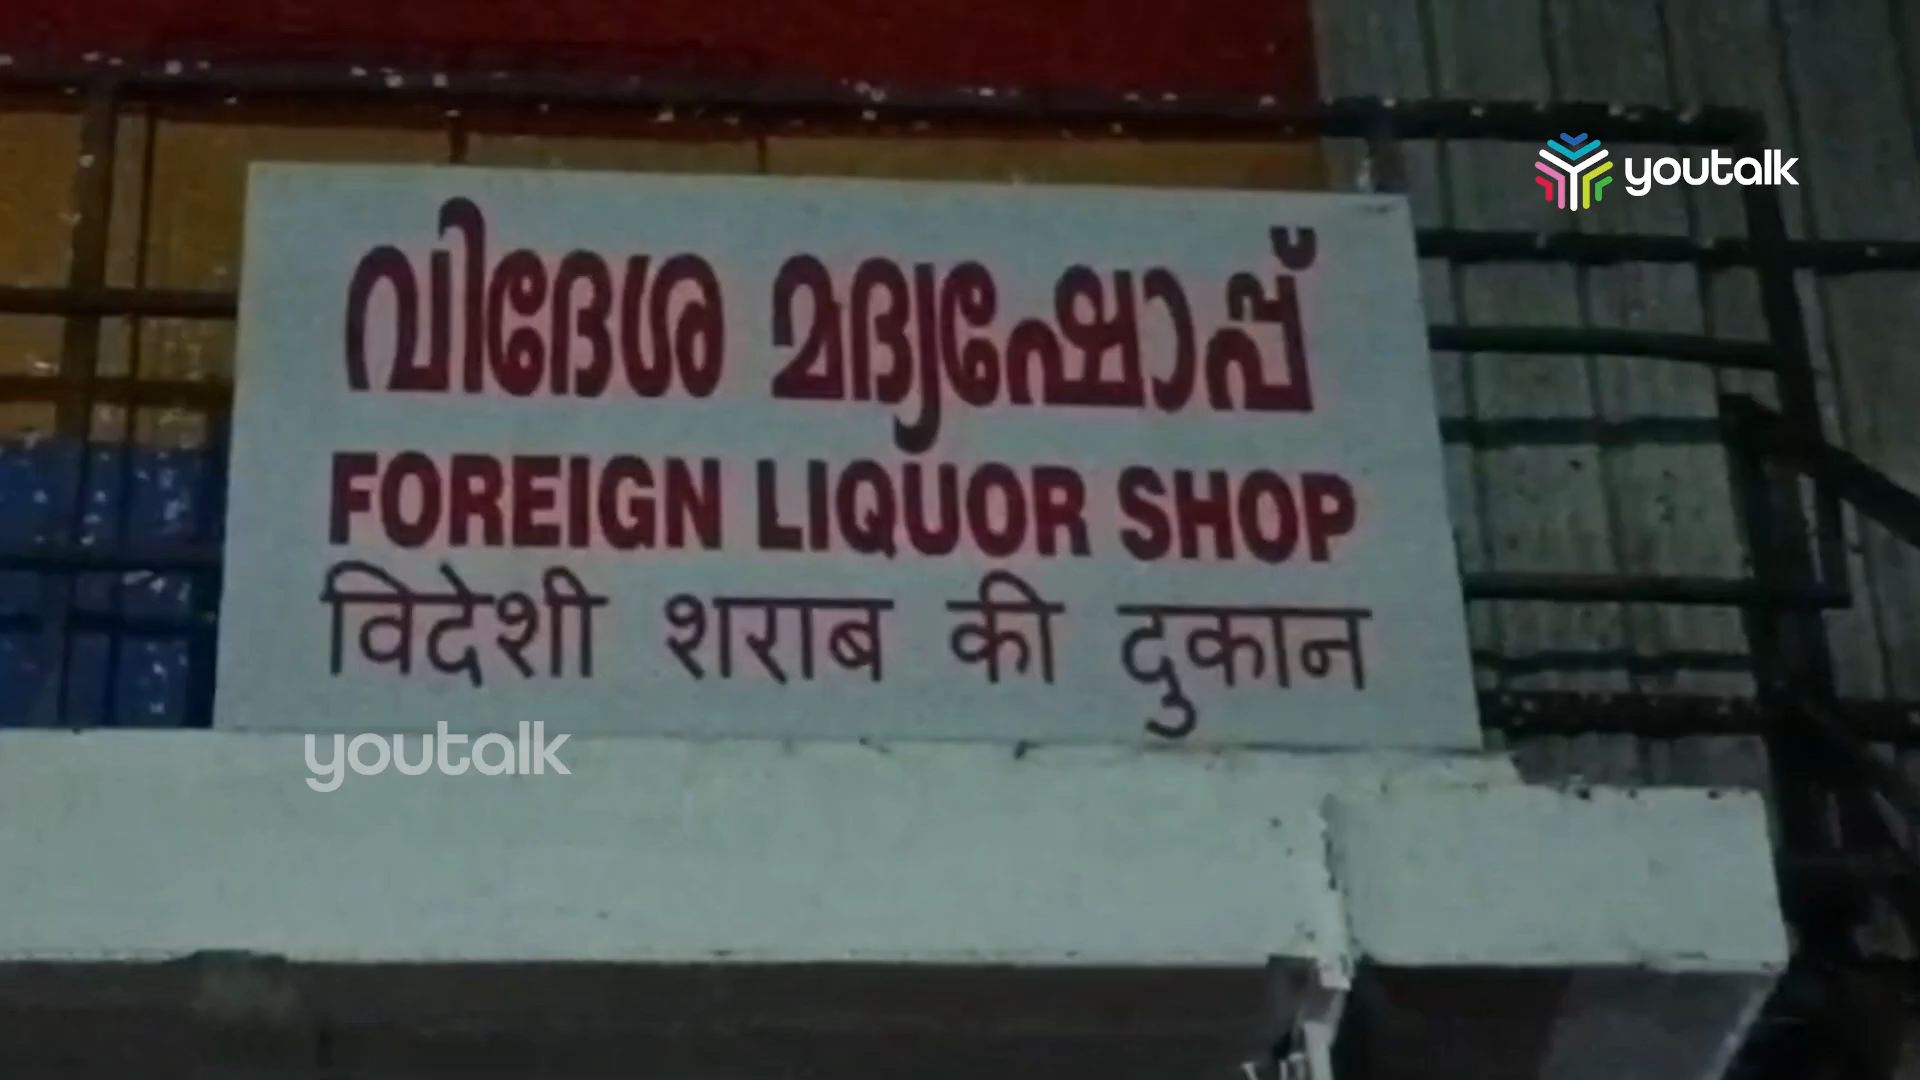 youtalk
വിദേശ മദ്യഷോപ്പ്
FOREIGN LIQUOR SHOP
विदेशी शराब की दुकान
youtalk